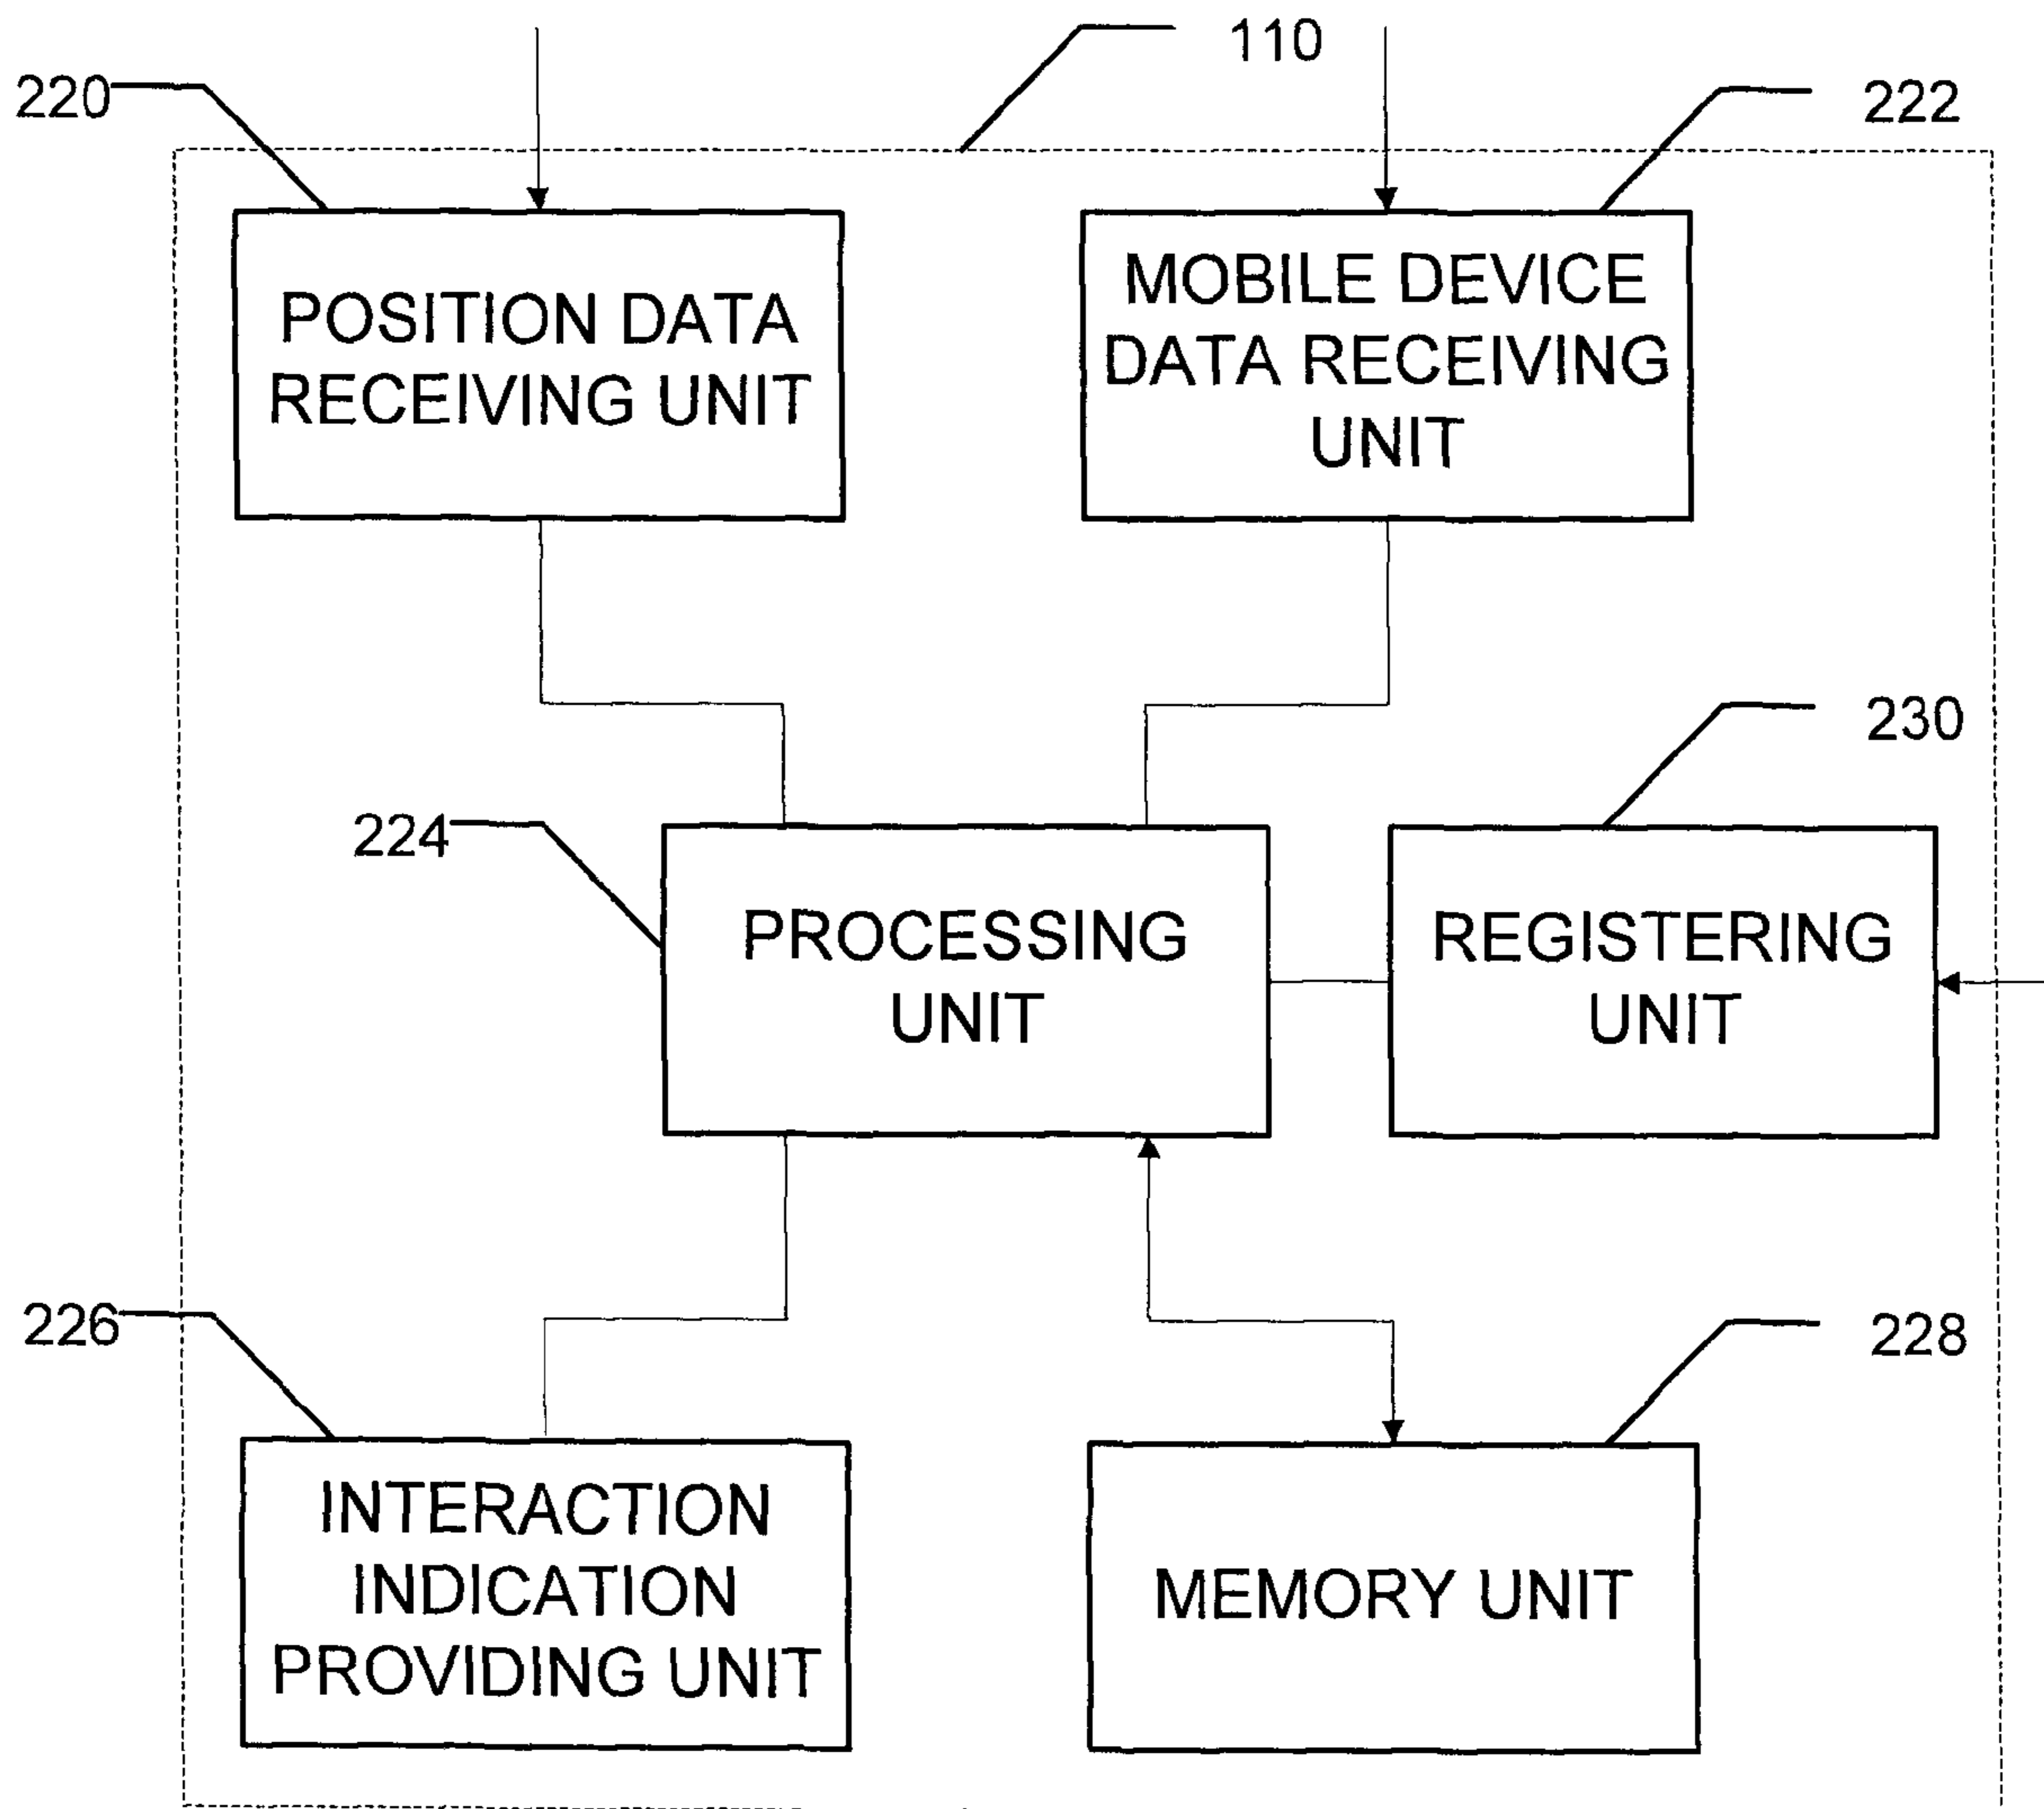 110
220
222
POSITION DATA
RECEIVING UNIT
MOBILE DEVICE
DATA RECEIVING
UNIT
230
224
PROCESSING
UNIT
REGISTERING
UNIT
226
228
INTERACTION
INDICATION
PROVIDING UNIT
MEMORY UNIT